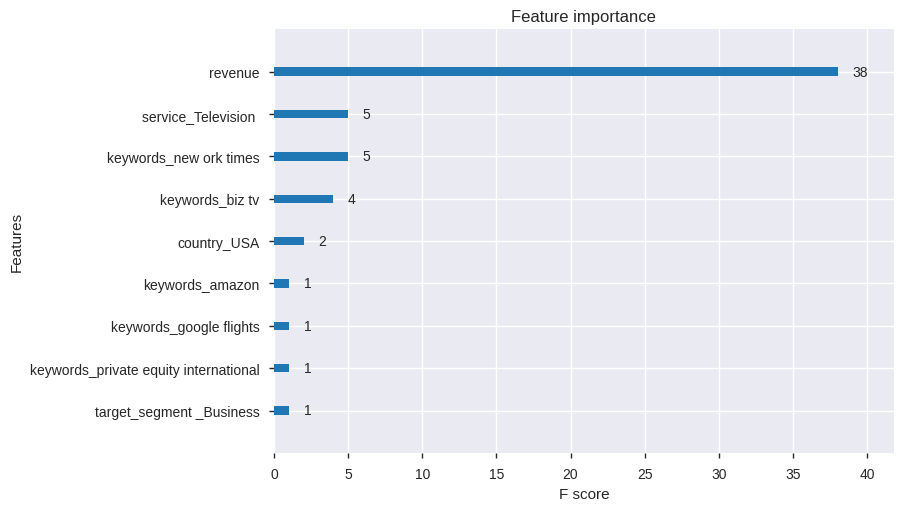 Feature importance
revenue
38
service_Television
5
keywords_new ork times
5
keywords_biz tv
4
country_USA
2
keywords_amazon
1
keywords_google flights
1
keywords_private equity international
1
target_segment _Business
1
Features
0 5 10 15 20 25 30 35 40
F score